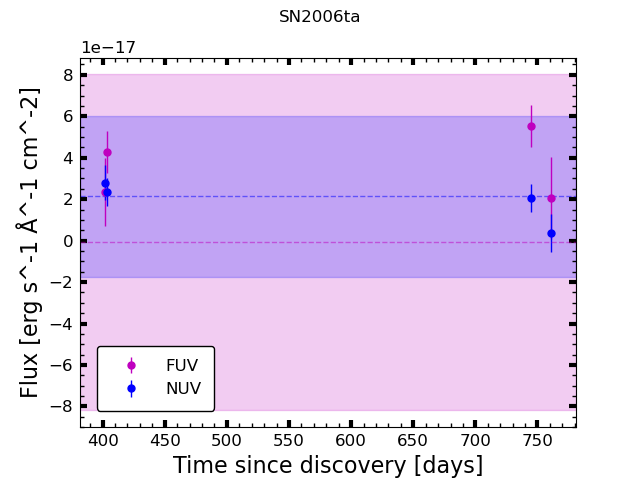 SN2006ta
1e−17
Flux [erg s^-1 Å^-1 cm^-2]
8
6
4
2
0
−2
−4
−6
−8
FUV
NUV
400 450 500 550 600 650 700 750
Time since discovery [days]